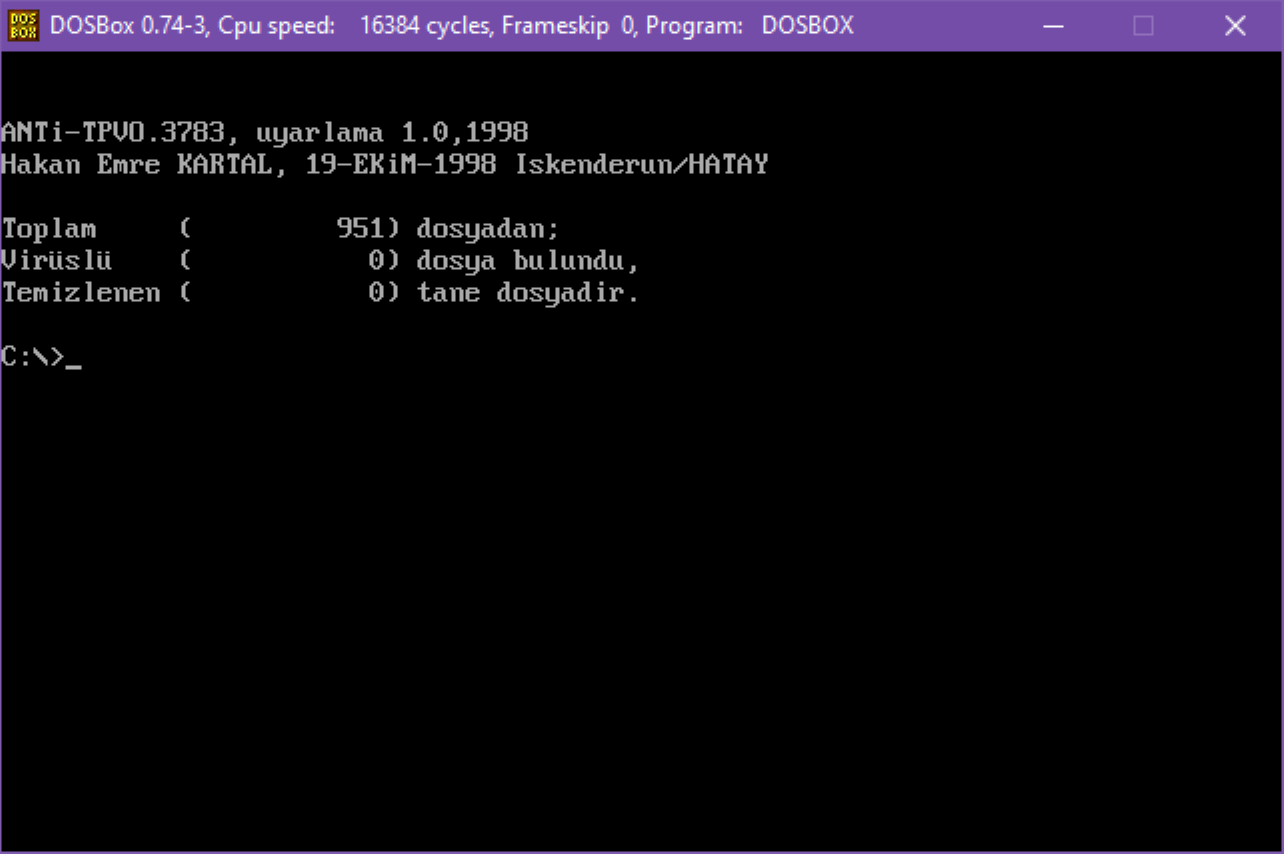 DOS
BOX
DOSBox 0.74-3, Cpu speed: 16384 cycles, Frameskip 0, Program: DOSBOX
ANTi-TPVO.3783, uyarlama 1.0,1998
Hakan Emre KARTAL, 19-EKiM-1998 Iskenderun/HATAY
Toplam ( 951) dosyadan;
Virüslü ( 0) dosya bulundu,
Temizlenen ( 0) tane dosyadir.
C:\>_